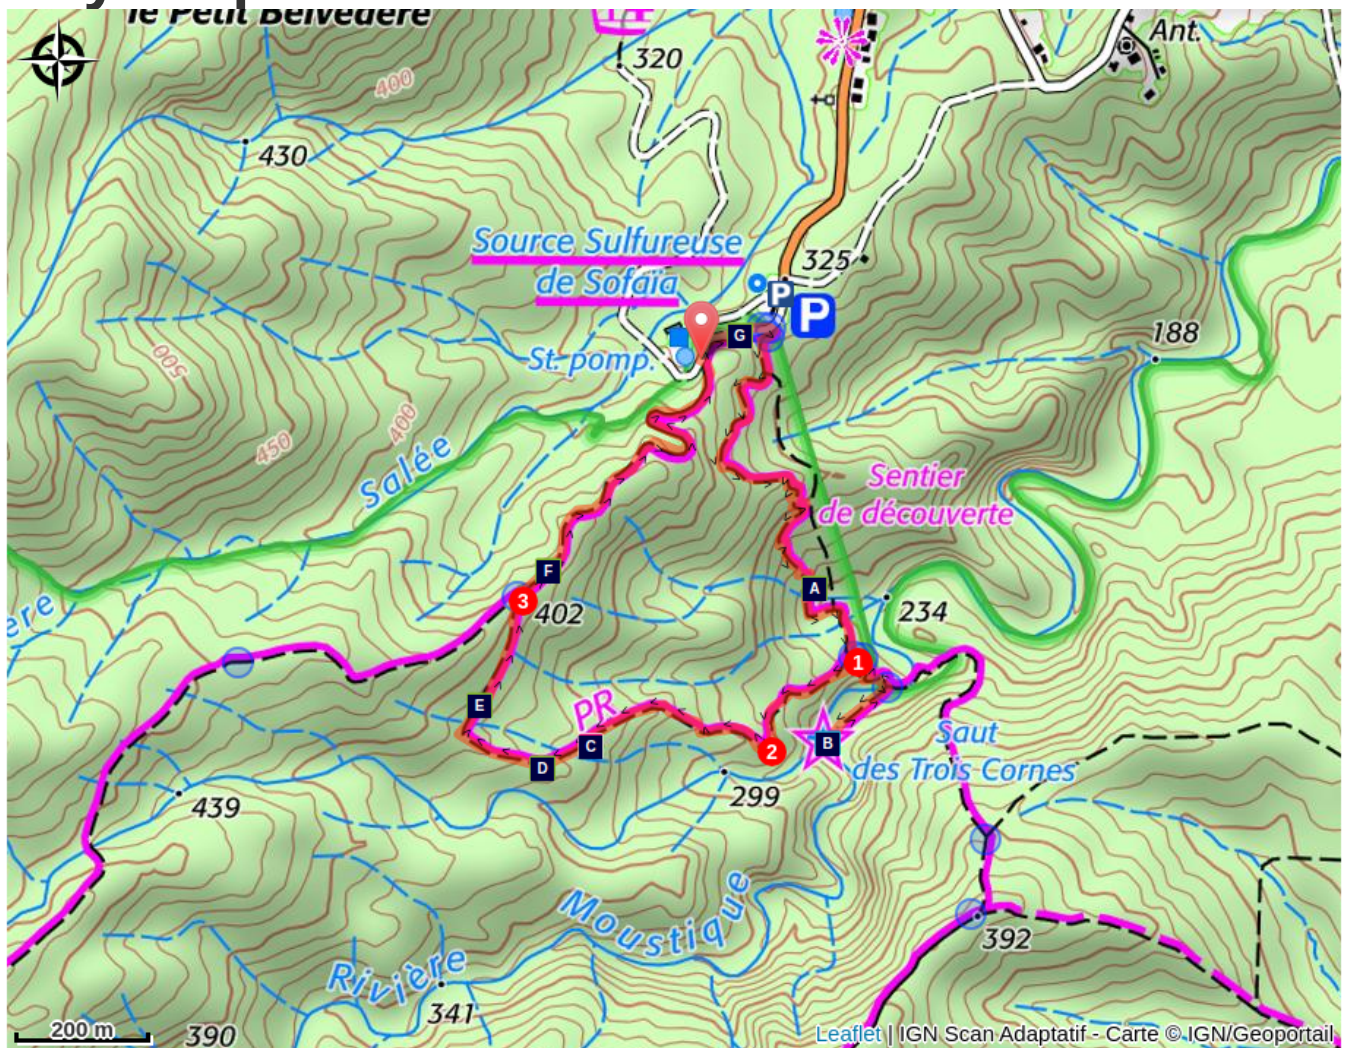 le Petit Belvédère
320
Ant.
400
430
Source Sulfureuse
de Sofaïa
325
P
P
G
188
St. pomp.
500
400
450
Salée
Sentier
de découverte
F
A
3
402
234
1
E
PR
C
D
2
B
Saut
des Trois Cornes
299
439
Moustique
392
Rivière
341
390
200 m
Leaflet | IGN Scan Adaptatif - Carte © IGN/Geoportail